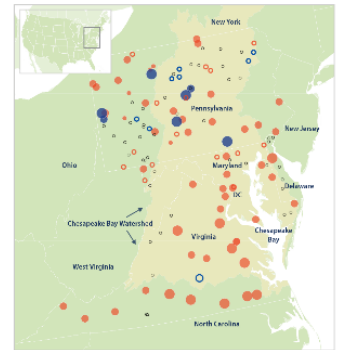 New York
Pennsylvania
New Jersey
Ohio
Maryland
Delaware
DC
Chesapeake Bay Watershed
Chesapeake
Bay
Virginia
West Virginia
North Carolina